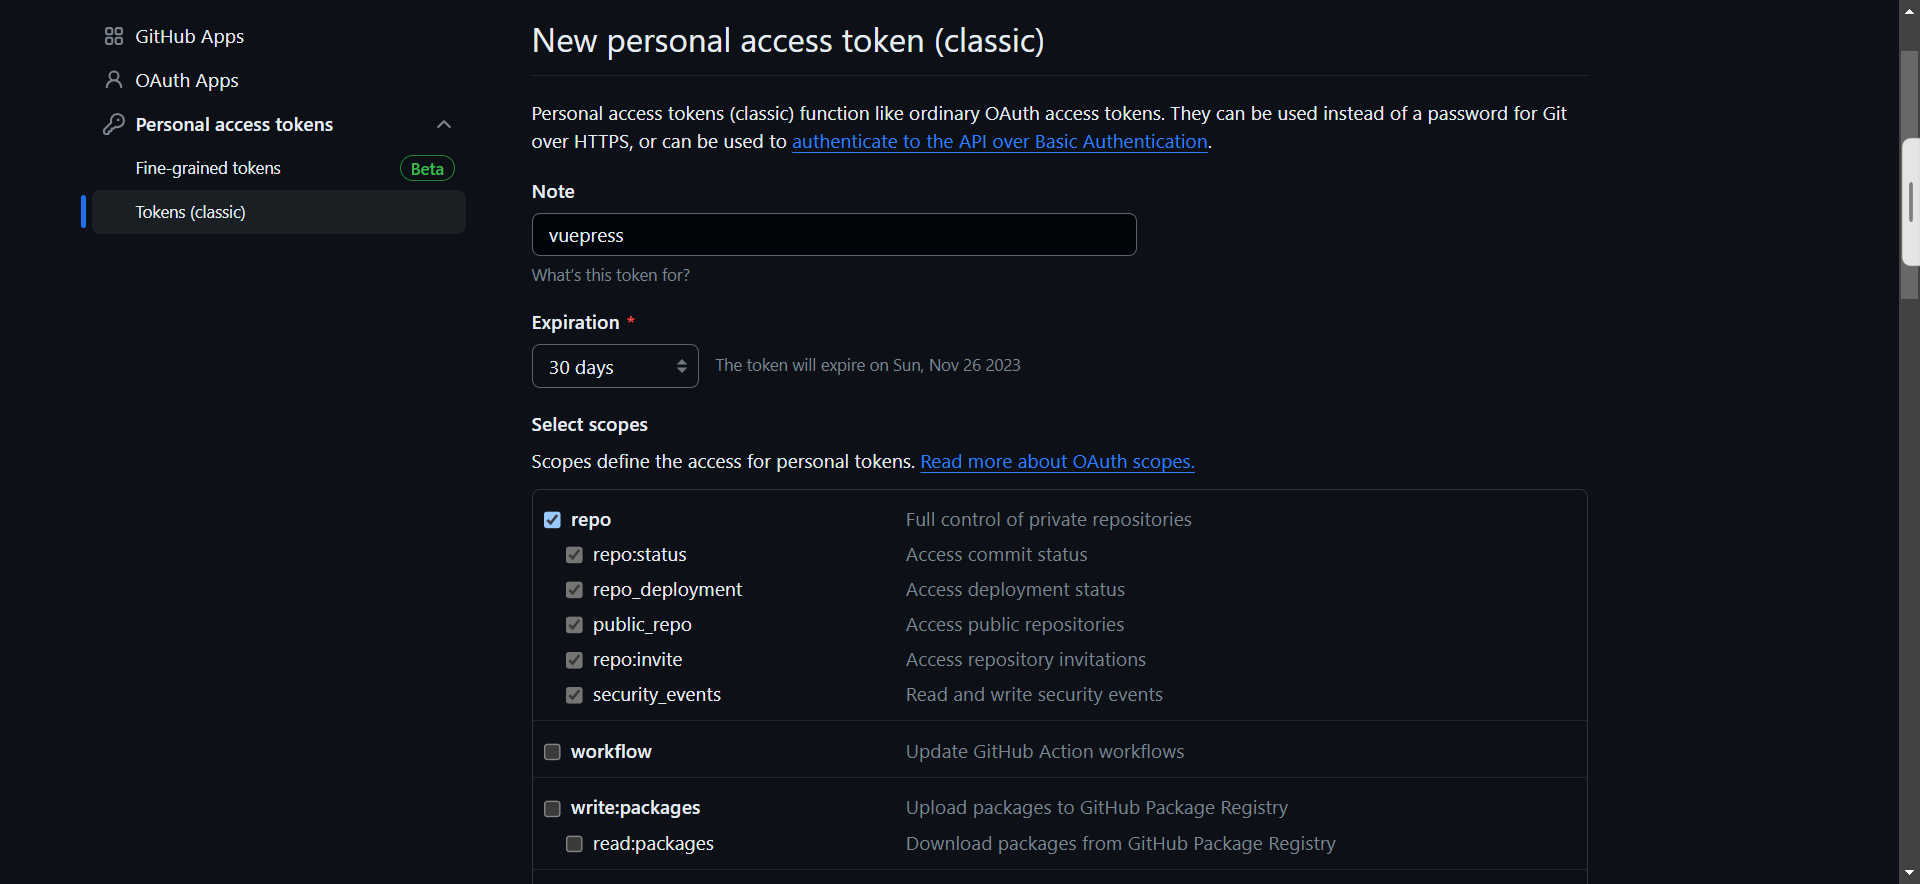 GitHub Apps
OAuth Apps
Personal access tokens
Fine-grained tokens Beta
Tokens (classic)
New personal access token (classic)
Personal access tokens (classic) function like ordinary OAuth access tokens. They can be used instead of a password for Git
over HTTPS, or can be used to authenticate to the API over Basic Authentication.
Note
vuepress
What's this token for?
Expiration *
30 days The token will expire on Sun, Nov 26 2023
Select scopes
Scopes define the access for personal tokens. Read more about OAuth scopes.
repo Full control of private repositories
repo:status Access commit status
repo_deployment Access deployment status
public_repo Access public repositories
repo:invite Access repository invitations
security_events Read and write security events
workflow Update GitHub Action workflows
write:packages Upload packages to GitHub Package Registry
read:packages Download packages from GitHub Package Registry